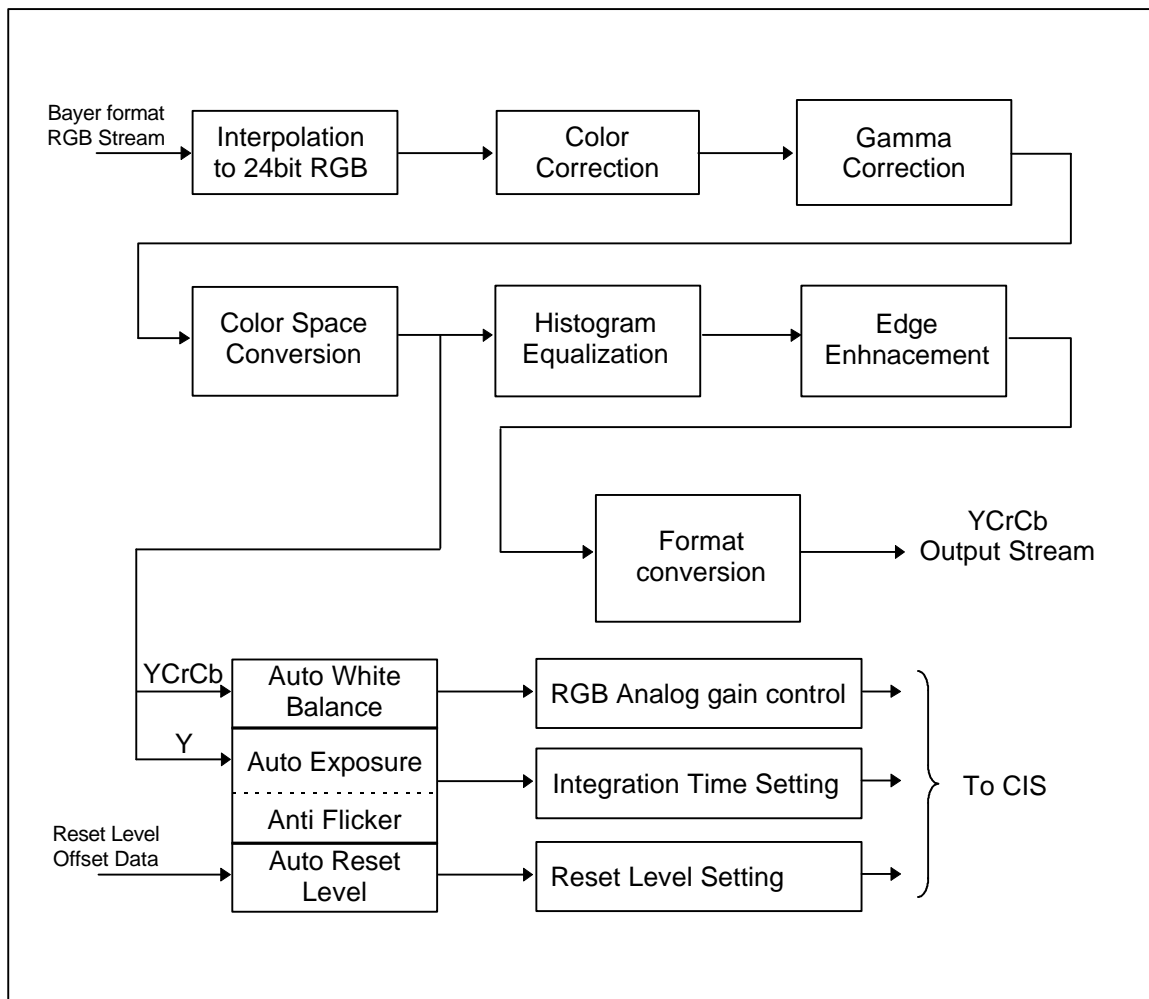 Bayer format
RGB Stream
Interpolation
to 24bit RGB
Color
Correction
Gamma
Correction
Color Space
Conversion
Histogram
Equalization
Edge
Enhnacement
Format
conversion
YCrCb
Output Stream
YCrCb
Auto White
Balance
RGB Analog gain control
Y
Auto Exposure
Integration Time Setting
To CIS
Anti Flicker
Reset Level
Offset Data
Auto Reset
Level
Reset Level Setting